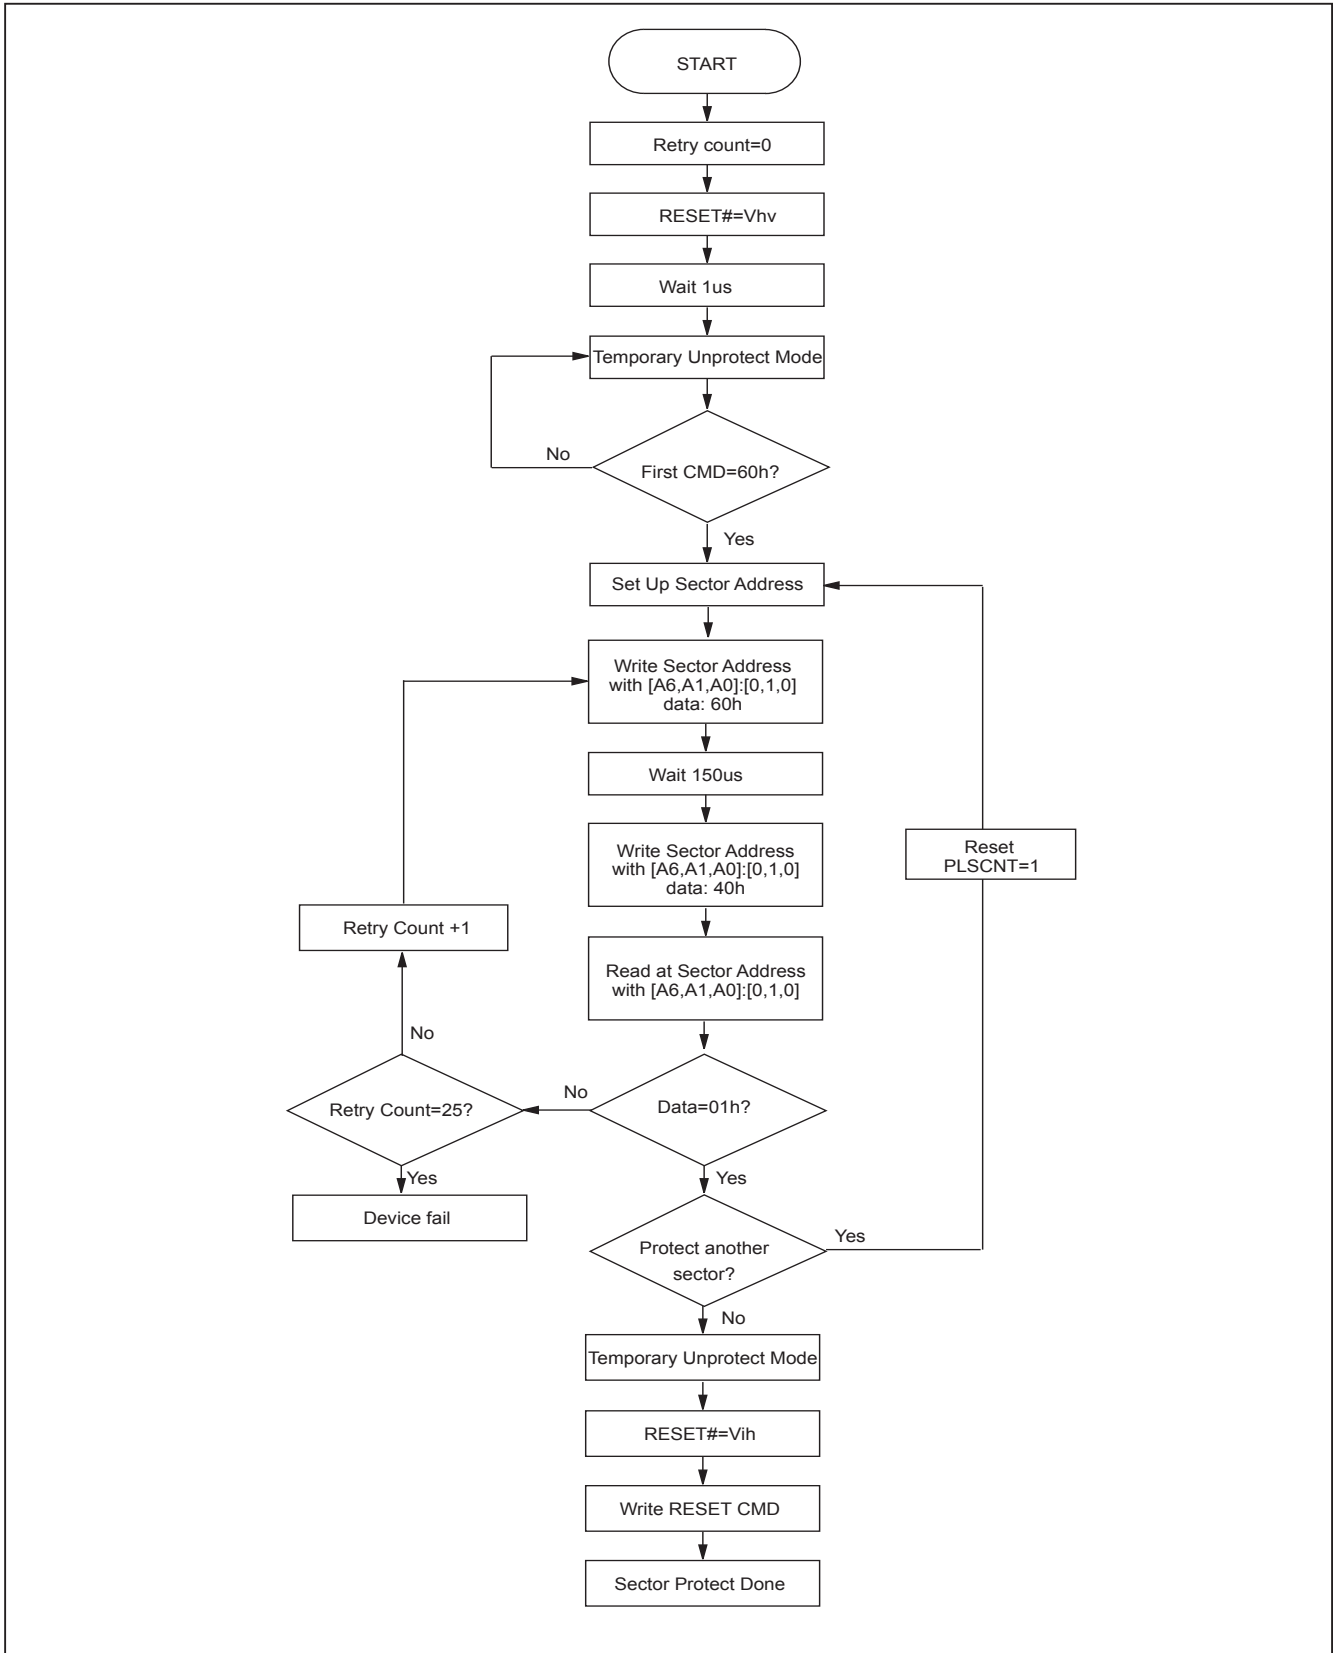 START
Retry count=0
RESET#=Vhv
Wait 1us
Temporary Unprotect Mode
No
First CMD=60h?
Yes
Set Up Sector Address
Write Sector Address
with [A6,A1,A0]:[0,1,0]
data: 60h
Wait 150us
Reset
PLSCNT=1
Write Sector Address
with [A6,A1,A0]:[0,1,0]
data: 40h
Retry Count +1
Read at Sector Address
with [A6,A1,A0]:[0,1,0]
No
No
Retry Count=25?
Data=01h?
Yes
Yes
Device fail
Yes
Protect another
sector?
No
Temporary Unprotect Mode
RESET#=Vih
Write RESET CMD
Sector Protect Done